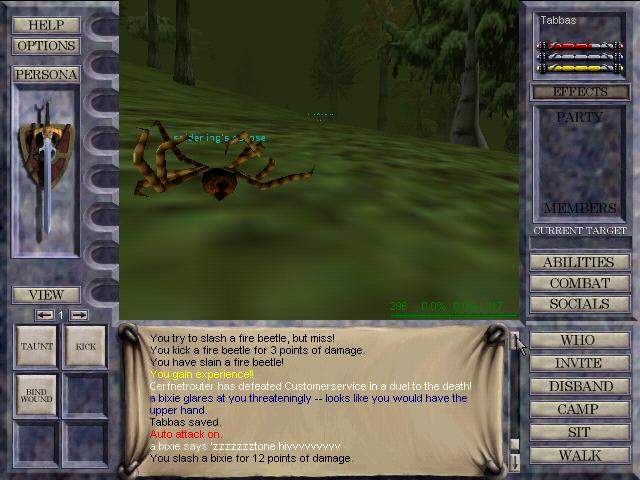 HELP
OPTIONS
PERSONA
VIEW
1
TAUNT
KICK
BIND
WOUND
Tabbas
EFFECTS
PARTY
MEMBERS
CURRENT TARGET
ABILITIES
COMBAT
SOCIALS
WHO
INVITE
DISBAND
CAMP
SIT
WALK
You try to slash a fire beetle, but miss!
You kick a fire beetle for 3 points of damage.
You have slain a fire beetle!
You gain experience!!
Cerfnetrouter has defeated Customerservice in a duel to the death!
a bixie glares at you threateningly -- looks like you would have the
upper hand.
Tabbas saved.
Auto attack on.
a bixie says 'zzzzzzztone hivvvvvvvvv
You slash a bixie for 12 points of damage.